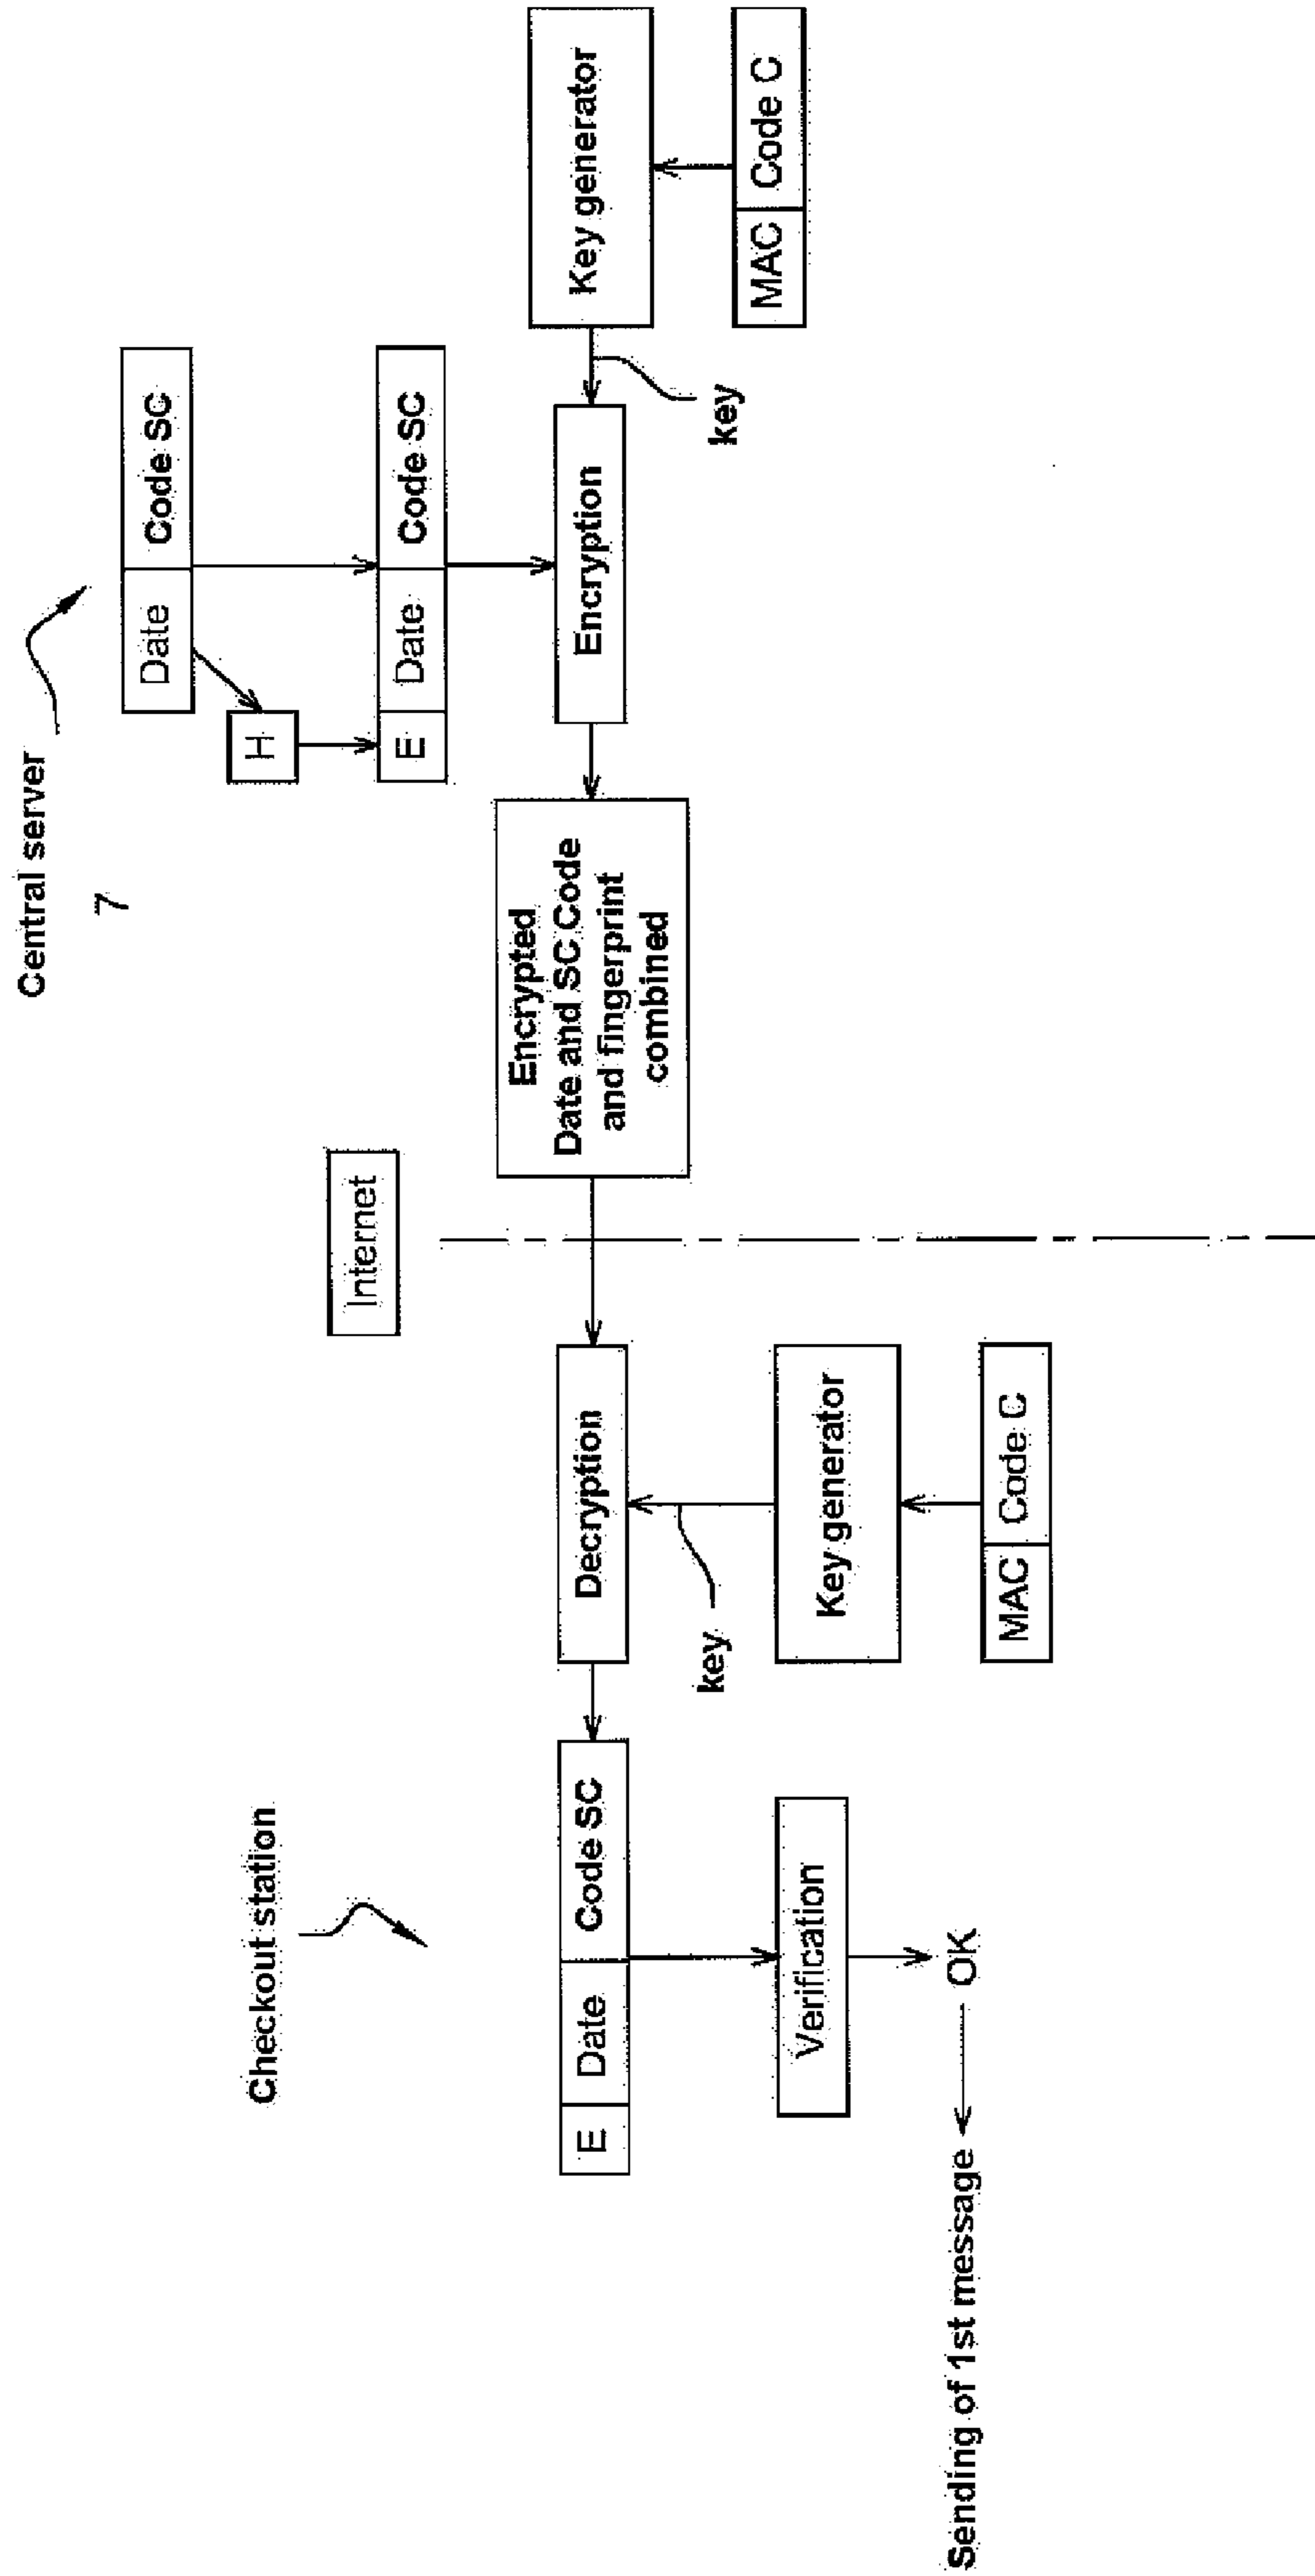 Central server
7
Checkout station
Internet
Date Code SC
H
E Date Code SC
E Date Code SC
Decryption
Encrypted
Date and SC Code
and fingerprint
combined
Encryption
Key generator
key
key
Verification
Key generator
MAC Code C
OK
Sending of 1st message
MAC Code C